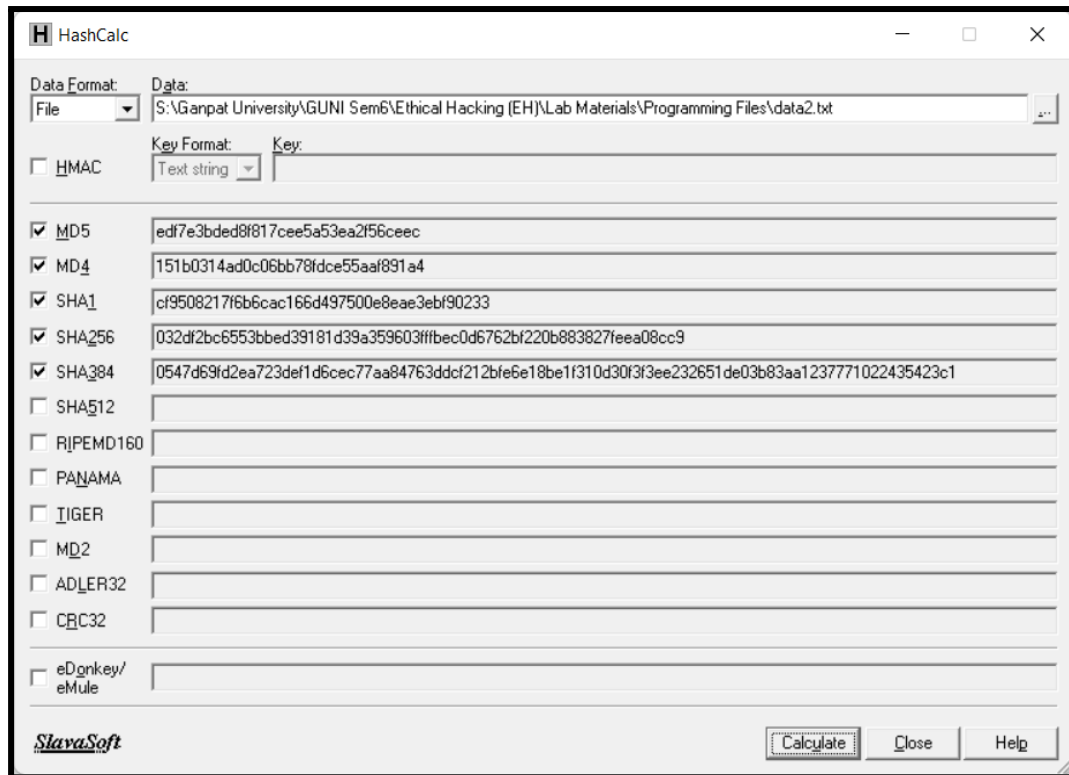 H HashCalc
Data Format: Data:
File S:\Ganpat University\GUNI Sem6\Ethical Hacking (EH)\Lab Materials\Programming Files\data2.txt ...
Key Format: Key:
HMAC Text string
MD5 edf7e3bded8f817cee5a53ea2f56ceec
MD4 151b0314ad0c06bb78fdce55aaf891a4
SHA1 cf9508217f6b6cac166d497500e8eae3ebf90233
SHA256 032df2bc6553bbed39181d39a359603fffbec0d6762bf220b883827feea08cc9
SHA384 0547d69fd2ea723def1d6cec77aa84763ddcf212bfe6e18be1f310d30f3f3ee232651de03b83aa1237771022435423c1
SHA512
RIPEMD160
PANAMA
TIGER
MD2
ADLER32
CRC32
eDonkey/
eMule
SlavaSoft Calculate Close Help